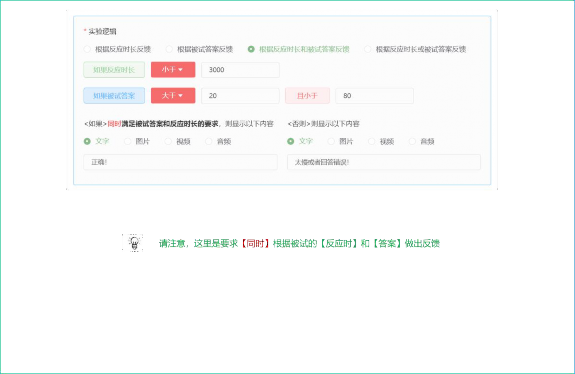 * 实验逻辑
根据反应时长反馈 根据被试答案反馈 根据反应时长和被试答案反馈 根据反应时长或被试答案反馈
如果反应时长 小于 3000
如果被试答案 大于 20 且小于 80
<如果>同时满足被试答案和反应时长的要求，则显示以下内容 <否则>则显示以下内容
文字 图片 视频 音频 文字 图片 视频 音频
正确！ 太慢或者回答错误！
请注意，这里是要求【同时】根据被试的【反应时】和【答案】做出反馈